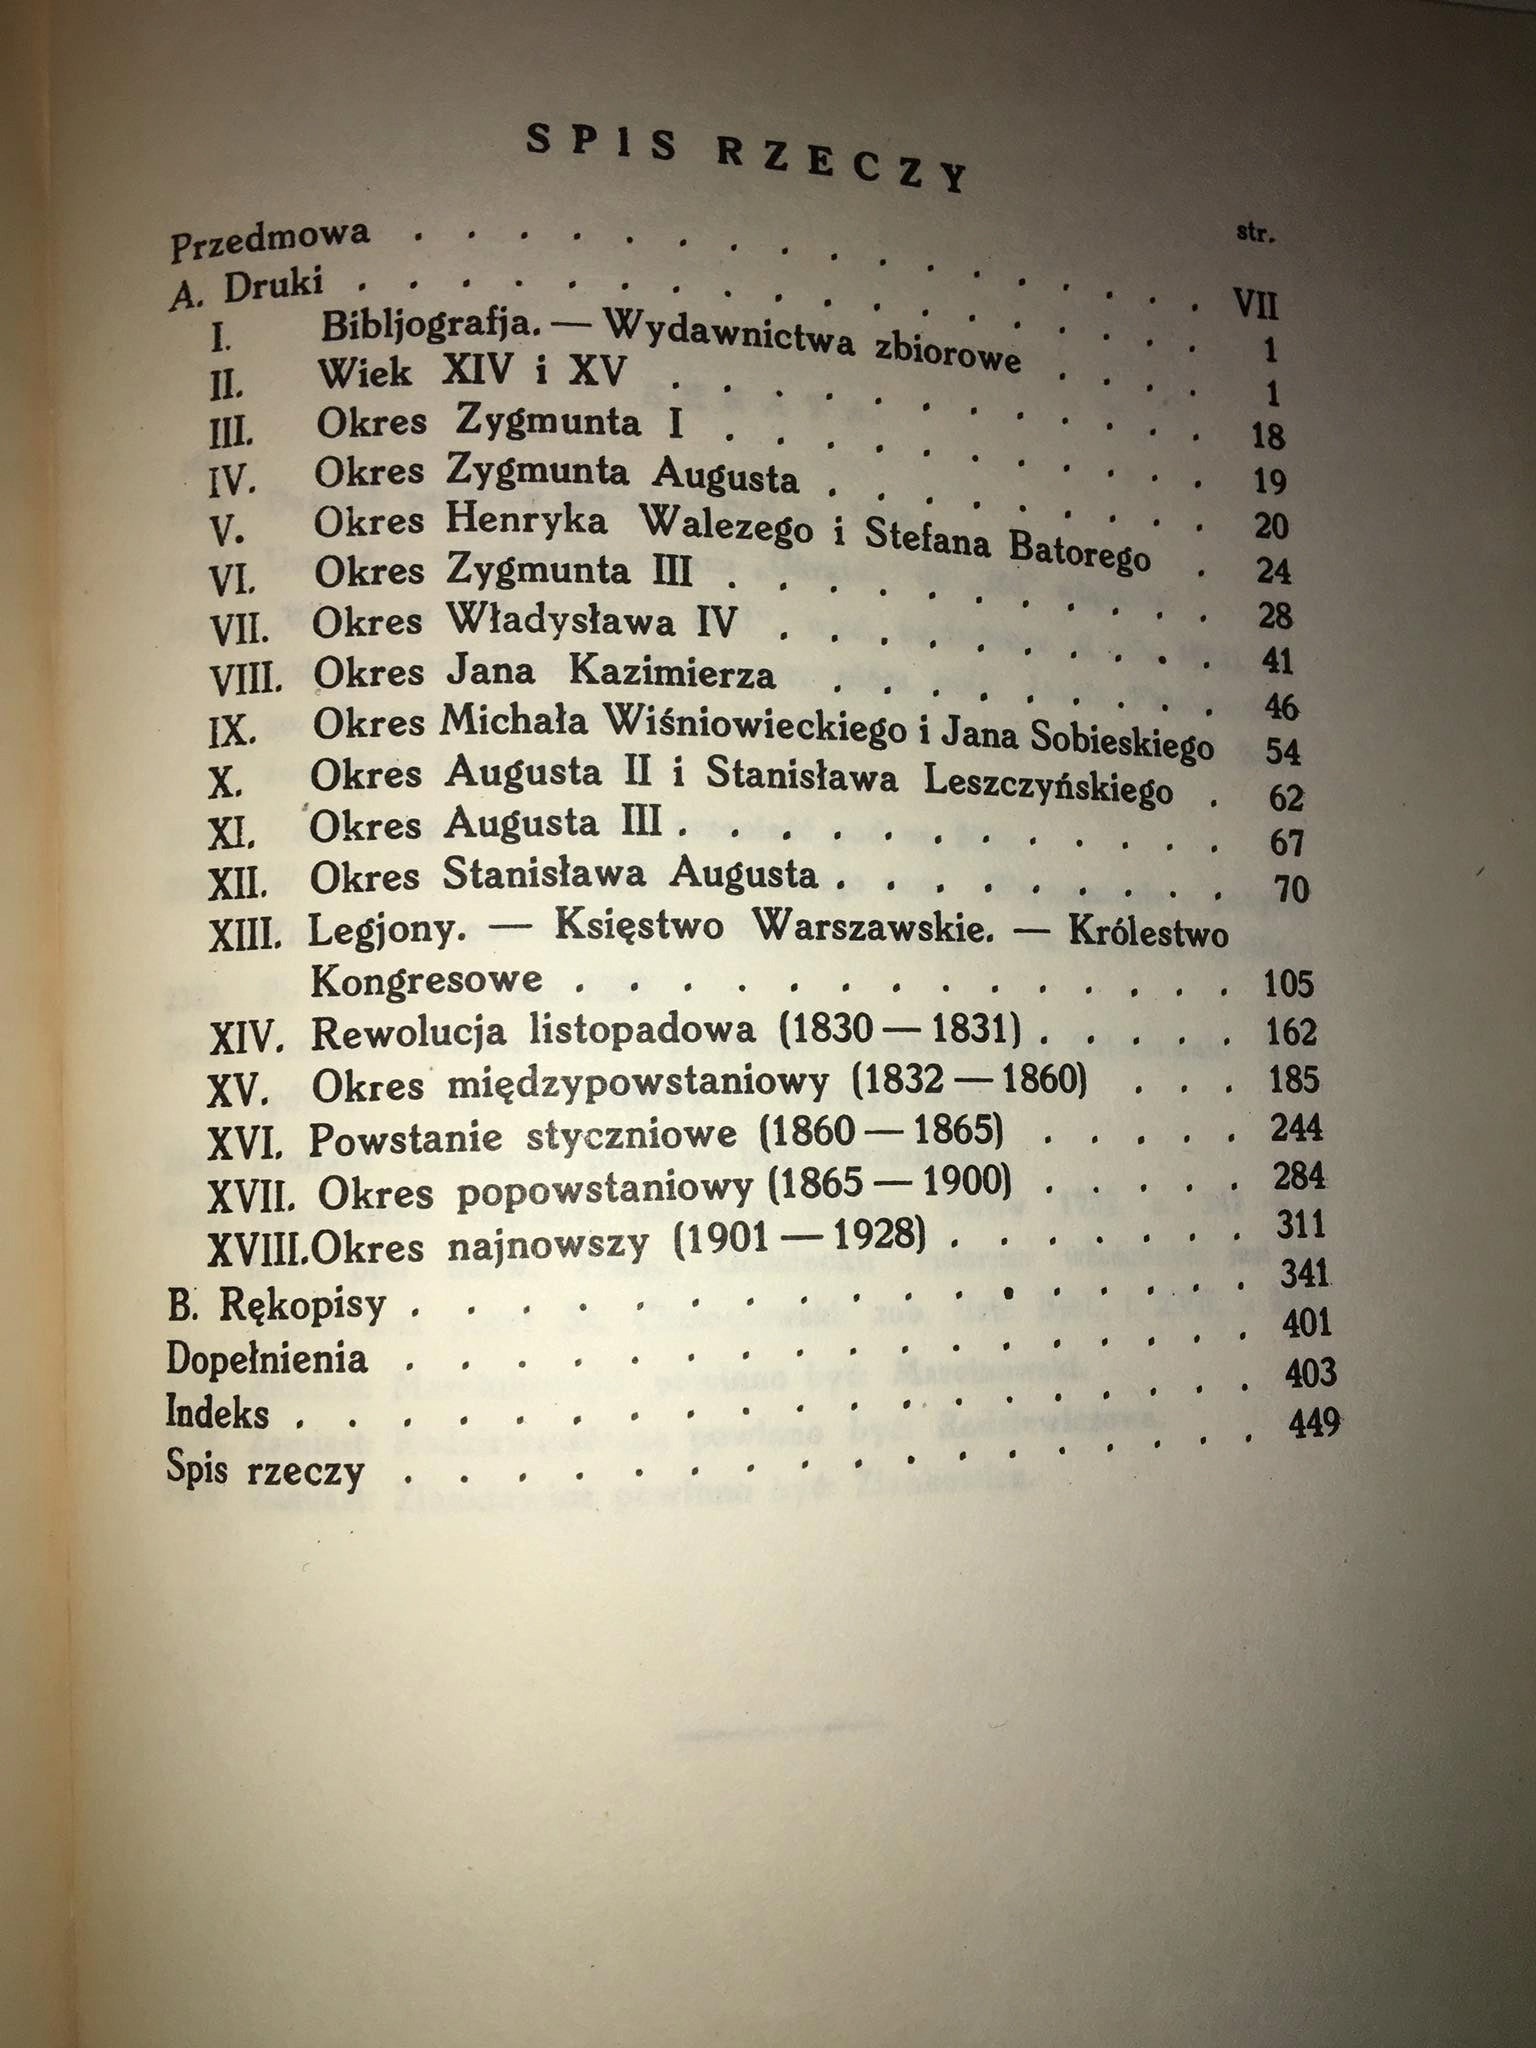 SPIS RZECZY
str.
Przedmowa . . . . . . . . . . . . . . . . VII
A. Druki . . . . . . . . . . . . . . . . . 1
I. Bibljografja. — Wydawnictwa zbiorowe . . . . 1
II. Wiek XIV i XV . . . . . . . . . . . 18
III. Okres Zygmunta I . . . . . . . . . . 19
IV. Okres Zygmunta Augusta . . . . . . . . 20
V. Okres Henryka Walezego i Stefana Batorego . 24
VI. Okres Zygmunta III . . . . . . . . . . 28
VII. Okres Władysława IV . . . . . . . . . 41
VIII. Okres Jana Kazimierza . . . . . . . . 46
IX. Okres Michała Wiśniowieckiego i Jana Sobieskiego 54
X. Okres Augusta II i Stanisława Leszczyńskiego . 62
XI. Okres Augusta III . . . . . . . . . . . 67
XII. Okres Stanisława Augusta . . . . . . . . 70
XIII. Legjony. — Księstwo Warszawskie. — Królestwo
Kongresowe . . . . . . . . . . . . . 105
XIV. Rewolucja listopadowa (1830 — 1831) . . . . . 162
XV. Okres międzypowstaniowy (1832 — 1860) . . . 185
XVI. Powstanie styczniowe (1860 — 1865) . . . . . 244
XVII. Okres popowstaniowy (1865 — 1900) . . . . . 284
XVIII. Okres najnowszy (1901 — 1928) . . . . . . . 311
B. Rękopisy . . . . . . . . . . . . . . . 341
Dopełnienia . . . . . . . . . . . . . . . 401
Indeks . . . . . . . . . . . . . . . . . 403
Spis rzeczy . . . . . . . . . . . . . . . 449